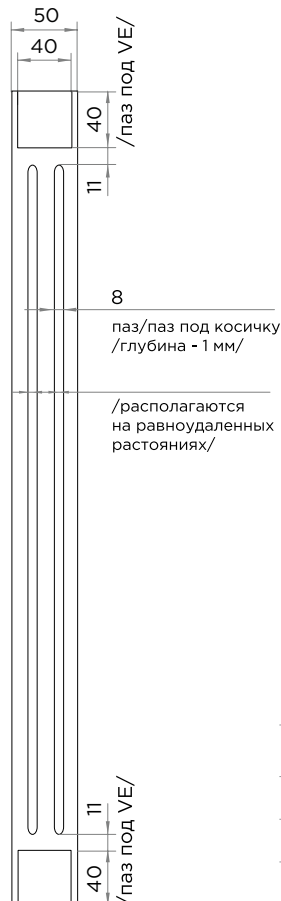 50
40
40
/паз под VE/
11
8
паз/паз под косичку
/глубина - 1 мм/
/располагаются
на равноудаленных
растояниях/
11
40
/паз под VE/